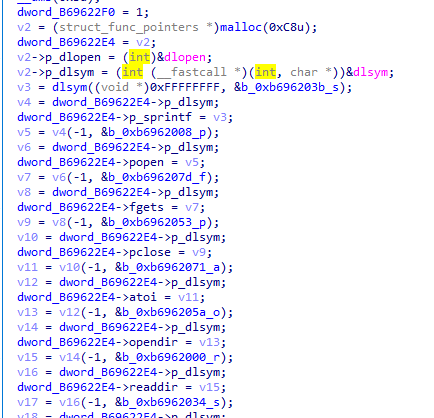 dword_B69622F0 = 1;
v2 = (struct_func_pointers *)malloc(0xC8u);
dword_B69622E4 = v2;
v2->p_dlopen = (int)&dlopen;
v2->p_dlsym = (int (__fastcall *)(int, char *))&dlsym;
v3 = dlsym((void *)0xFFFFFFFF, &b_0xb696203b_s);
v4 = dword_B69622E4->p_dlsym;
dword_B69622E4->p_sprintf = v3;
v5 = v4(-1, &b_0xb6962008_p);
v6 = dword_B69622E4->p_dlsym;
dword_B69622E4->popen = v5;
v7 = v6(-1, &b_0xb696207d_f);
v8 = dword_B69622E4->p_dlsym;
dword_B69622E4->fgets = v7;
v9 = v8(-1, &b_0xb6962053_p);
v10 = dword_B69622E4->p_dlsym;
dword_B69622E4->pclose = v9;
v11 = v10(-1, &b_0xb6962071_a);
v12 = dword_B69622E4->p_dlsym;
dword_B69622E4->atoi = v11;
v13 = v12(-1, &b_0xb696205a_o);
v14 = dword_B69622E4->p_dlsym;
dword_B69622E4->opendir = v13;
v15 = v14(-1, &b_0xb6962000_r);
v16 = dword_B69622E4->p_dlsym;
dword_B69622E4->readdir = v15;
v17 = v16(-1, &b_0xb6962034_s);
v18 = dword_B69622E4->p_dlsym;